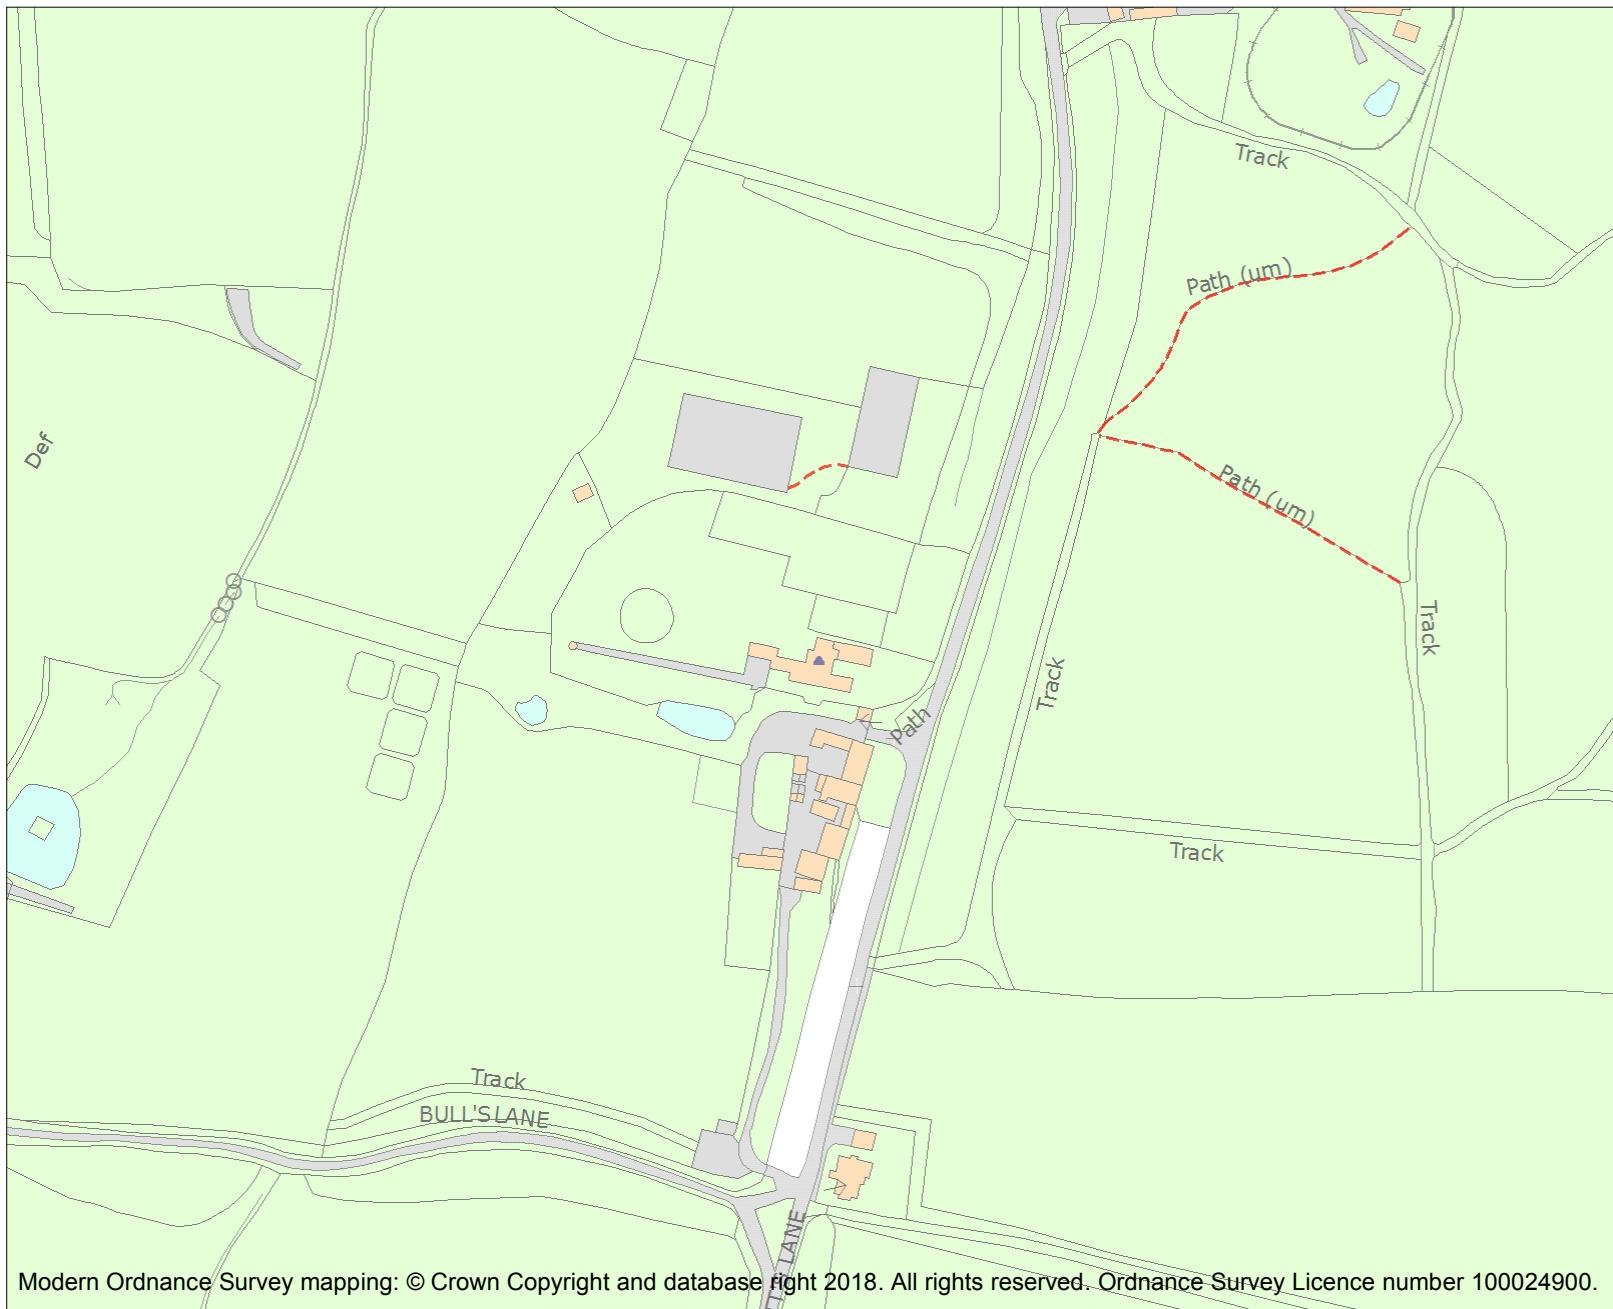 Track
Path (um)
Def
Path (um)
Track
Track
Path
Track
Track
BULL'S LANE
LANE
Modern Ordnance Survey mapping: © Crown Copyright and database right 2018. All rights reserved. Ordnance Survey Licence number 100024900.